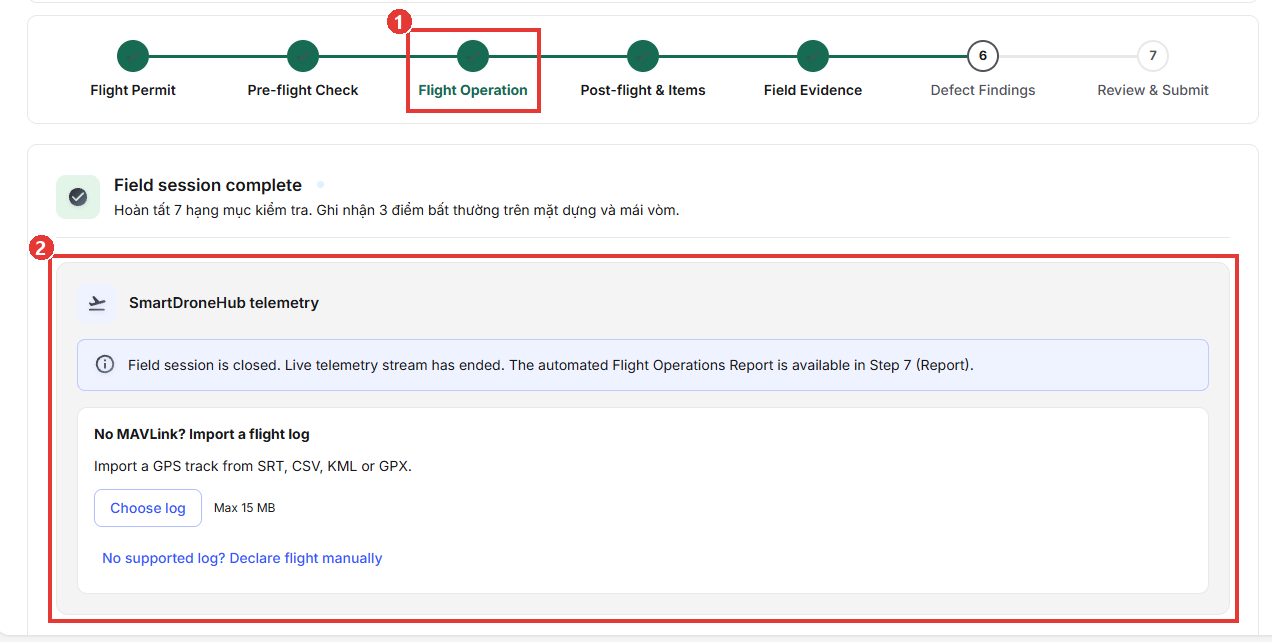 1
6
7
Flight Permit
Pre-flight Check
Flight Operation
Post-flight & Items
Field Evidence
Defect Findings
Review & Submit
Field session complete
Hoàn tất 7 hạng mục kiểm tra. Ghi nhận 3 điểm bất thường trên mặt dựng và mái vòm.
2
SmartDroneHub telemetry
Field session is closed. Live telemetry stream has ended. The automated Flight Operations Report is available in Step 7 (Report).
No MAVLink? Import a flight log
Import a GPS track from SRT, CSV, KML or GPX.
Choose log
Max 15 MB
No supported log? Declare flight manually